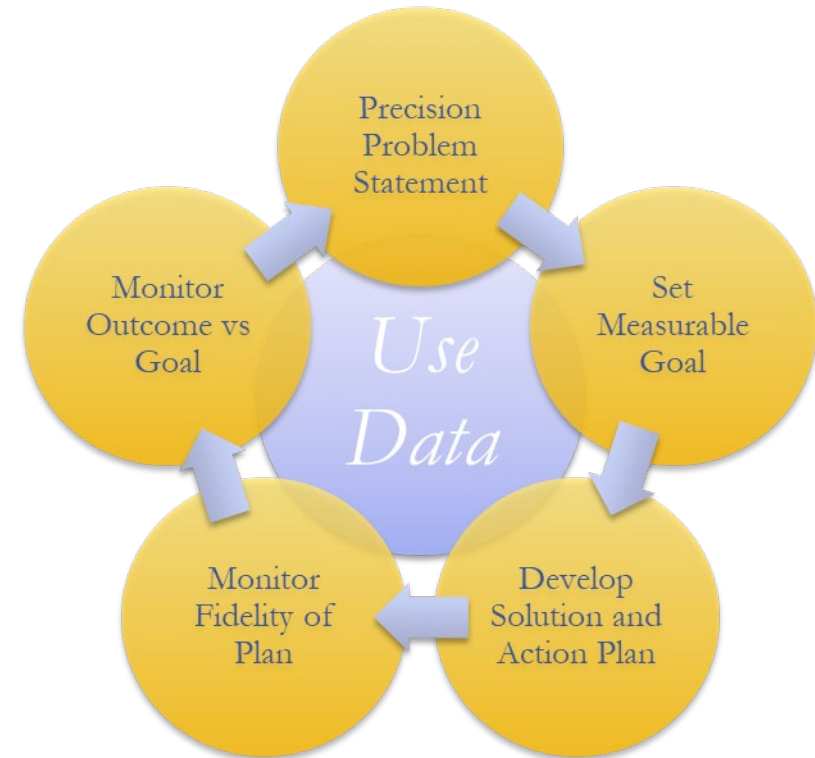 Precision
Problem
Statement
Set
Measurable
Goal
Develop
Solution and
Action Plan
Monitor
Fidelity of
Plan
Monitor
Outcome vs
Goal
Use
Data